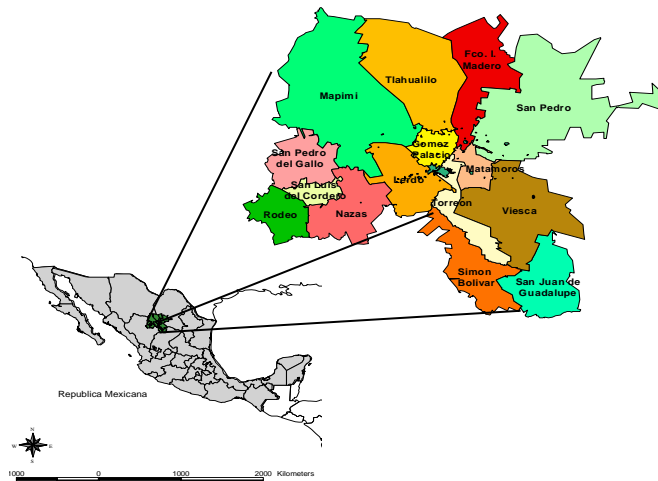 Fco. I.
Madero
Tlahualilo
Mapimi
San Pedro
Gomez
Palacio
San Pedro
del Gallo
Matamoros
Lerdo
San Luis
del Cordero
Torreon
Viesca
Rodeo
Nazas
Simon
Bolivar
San Juan de
Guadalupe
Republica Mexicana
N
W E
S
1000 0 1000 2000 Kilometers